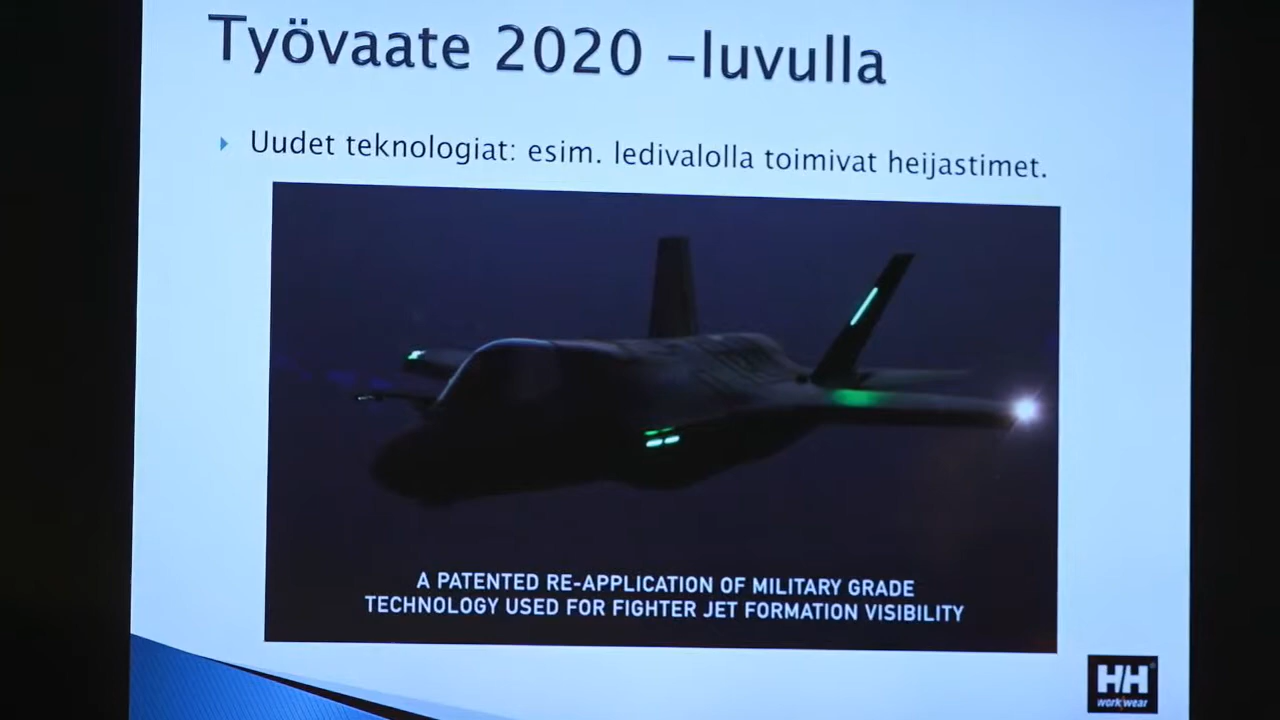 Työvaate 2020 -luvulla
Uudet teknologiat: esim. ledivalolla toimivat heijastimet.
A PATENTED RE-APPLICATION OF MILITARY GRADE
TECHNOLOGY USED FOR FIGHTER JET FORMATION VISIBILITY
HH
workwear